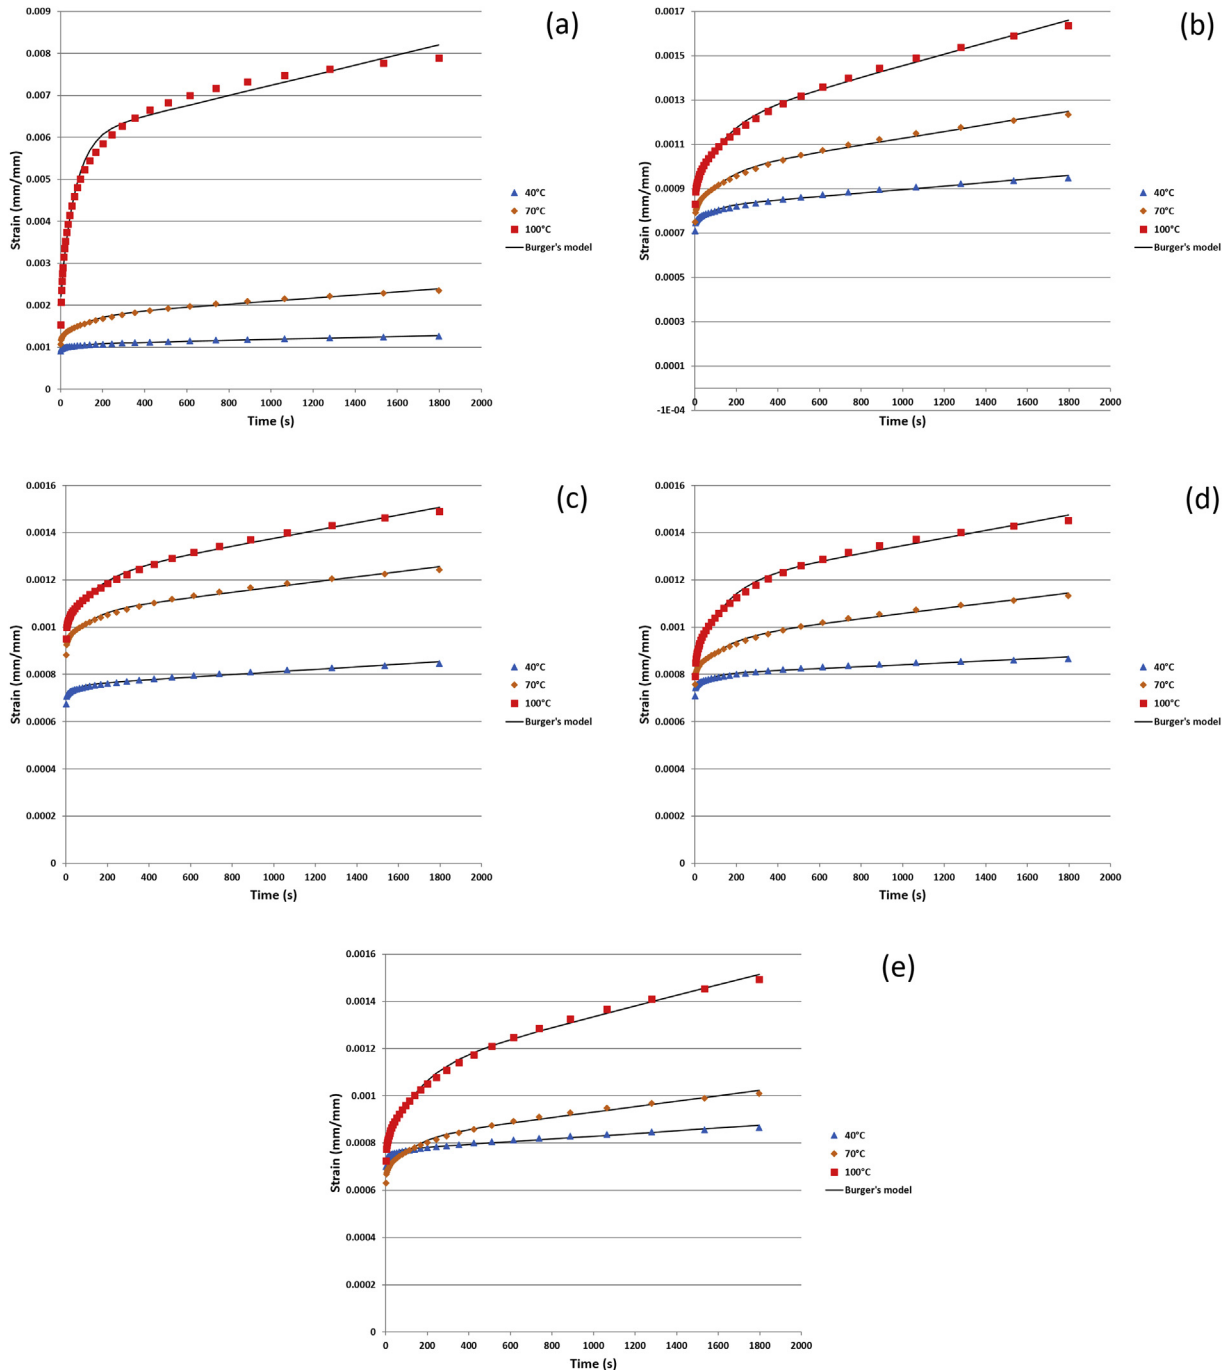 (a)
0.009
0.008
0.007
0.006
0.005
0.004
0.003
0.002
0.001
0
Strain (mm/mm)
0 200 400 600 800 1000 1200 1400 1600 1800 2000
Time (s)
40°C
70°C
100°C
Burger's model
(b)
0.0017
0.0015
0.0013
0.0011
0.0009
0.0007
0.0005
0.0003
0.0001
-1E-04
Strain (mm/mm)
0 200 400 600 800 1000 1200 1400 1600 1800 2000
Time (s)
40°C
70°C
100°C
Burger's model
(c)
0.0016
0.0014
0.0012
0.001
0.0008
0.0006
0.0004
0.0002
0
Strain (mm/mm)
0 200 400 600 800 1000 1200 1400 1600 1800 2000
Time (s)
40°C
70°C
100°C
Burger's model
(d)
0.0016
0.0014
0.0012
0.001
0.0008
0.0006
0.0004
0.0002
0
Strain (mm/mm)
0 200 400 600 800 1000 1200 1400 1600 1800 2000
Time (s)
40°C
70°C
100°C
Burger's model
(e)
0.0016
0.0014
0.0012
0.001
0.0008
0.0006
0.0004
0.0002
0
Strain (mm/mm)
0 200 400 600 800 1000 1200 1400 1600 1800 2000
Time (s)
40°C
70°C
100°C
Burger's model